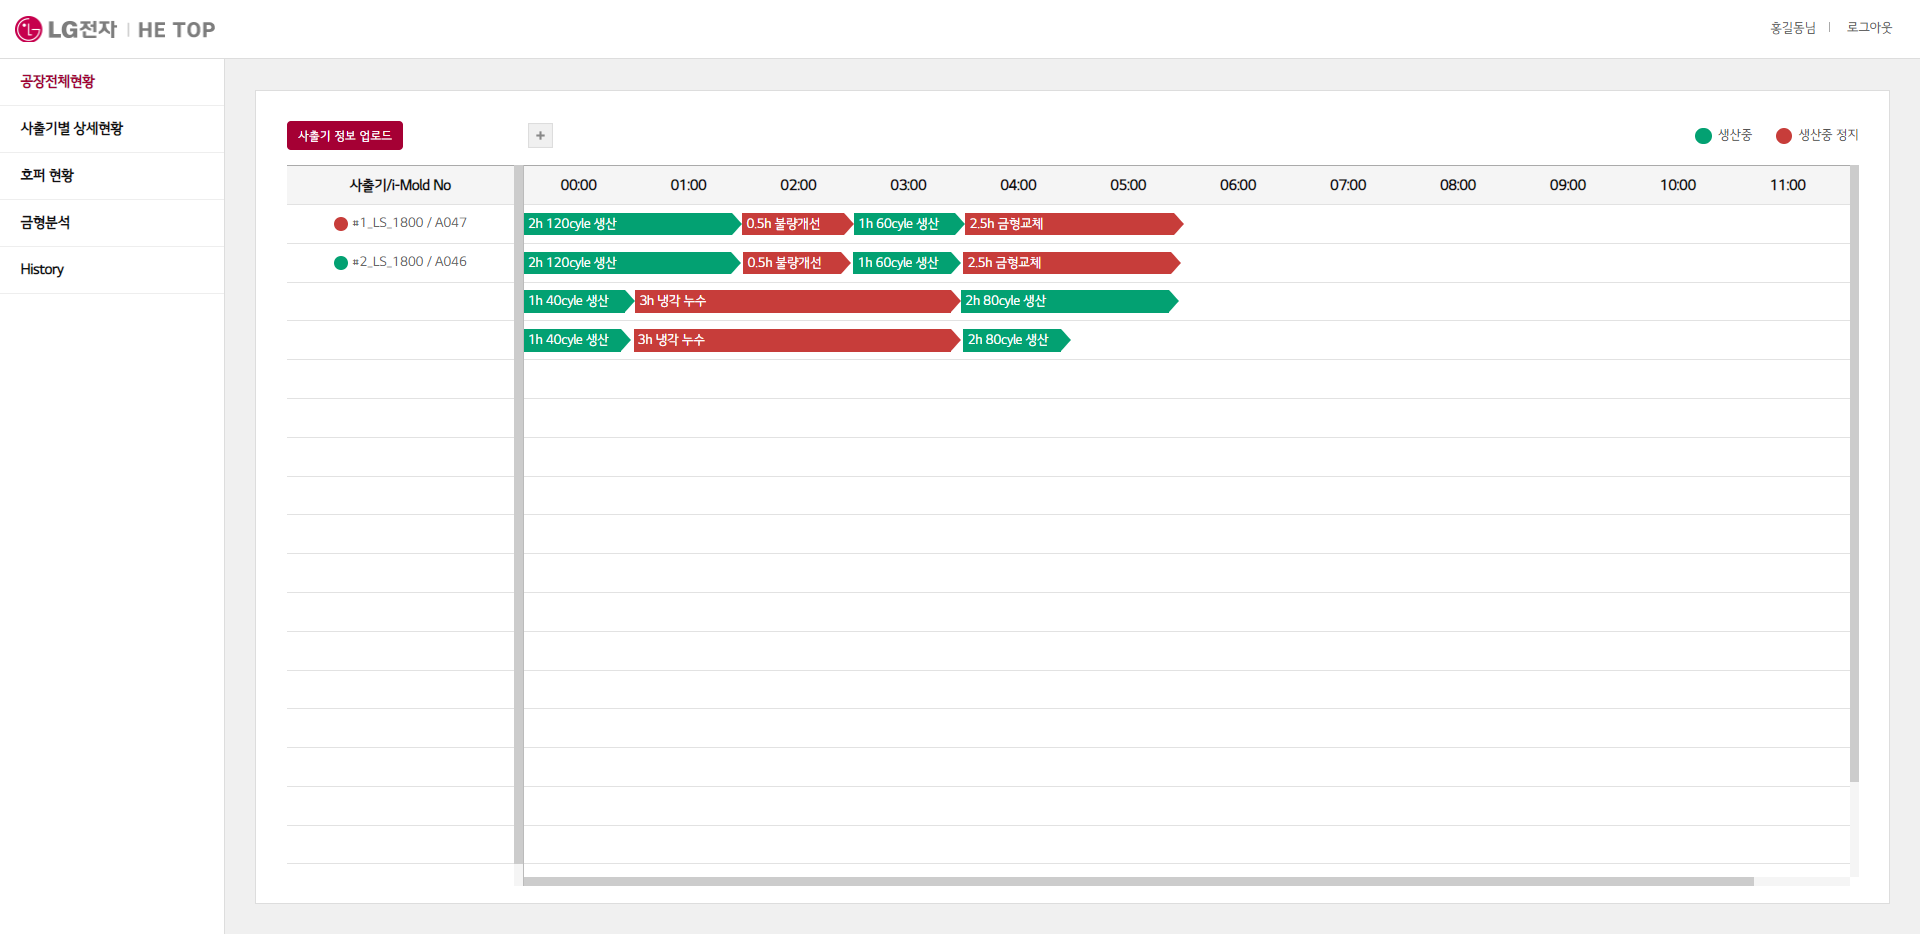 LG전자 | HE TOP
홍길동님 | 로그아웃
공장전체현황
사출기별 상세현황
호퍼 현황
금형분석
History
사출기 정보 업로드
+
생산중
생산중 정지
사출기/i-Mold No
00:00 01:00 02:00 03:00 04:00 05:00 06:00 07:00 08:00 09:00 10:00 11:00
#1_LS_1800 / A047
2h 120cyle 생산
0.5h 불량개선
1h 60cyle 생산
2.5h 금형교체
#2_LS_1800 / A046
2h 120cyle 생산
0.5h 불량개선
1h 60cyle 생산
2.5h 금형교체
1h 40cyle 생산
3h 냉각 누수
2h 80cyle 생산
1h 40cyle 생산
3h 냉각 누수
2h 80cyle 생산